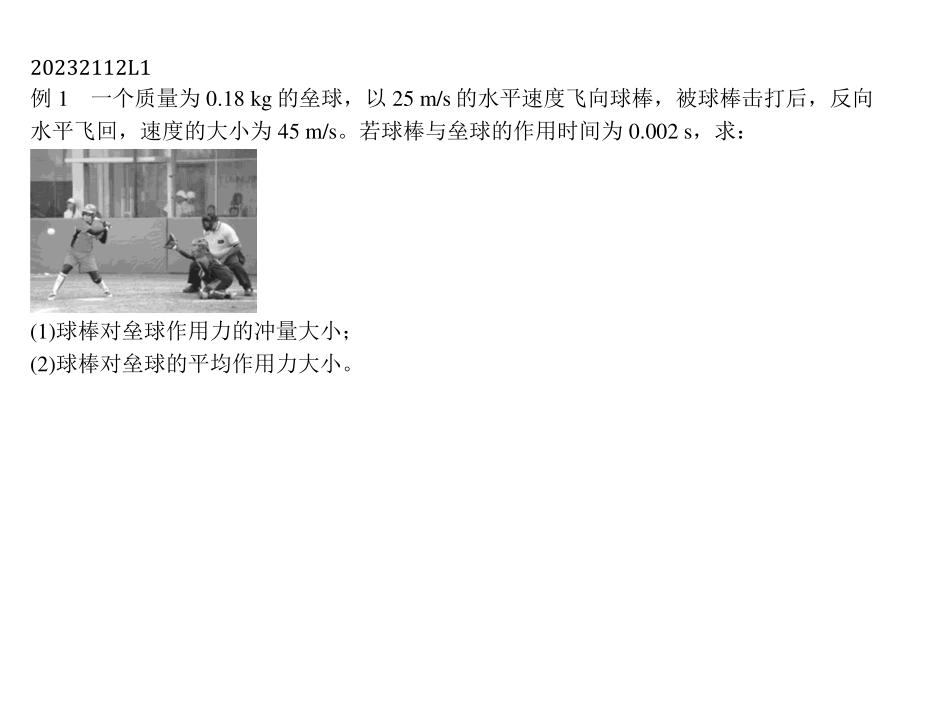 20232112L1
例 1　一个质量为 0.18 kg 的垒球，以 25 m/s 的水平速度飞向球棒，被球棒击打后，反向
水平飞回，速度的大小为 45 m/s。若球棒与垒球的作用时间为 0.002 s，求：
(1)球棒对垒球作用力的冲量大小；
(2)球棒对垒球的平均作用力大小。